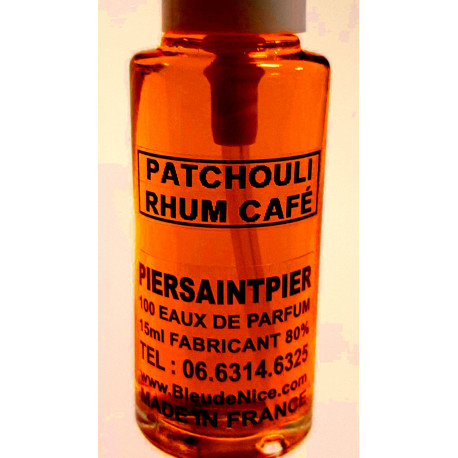 PATCHOULI
RHUM CAFÉ
PIERSAINTPIER
100 EAUX DE PARFUM
15ml FABRICANT 80%
TEL : 06.6314.6325
www.BleudeNice.com
MADE IN FRANCE